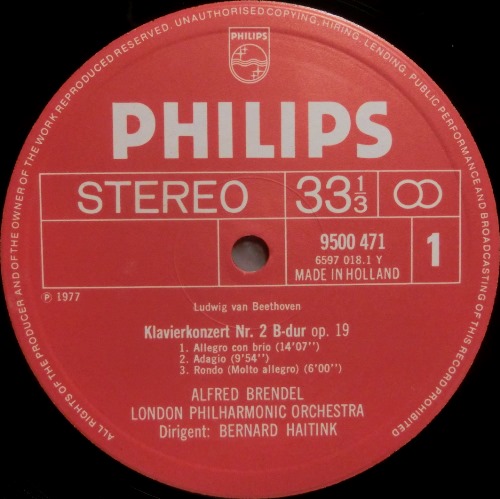 ALL RIGHTS OF THE PRODUCER AND OF THE OWNER OF THE WORK REPRODUCED RESERVED. UNAUTHORISED COPYING, HIRING, LENDING, PUBLIC PERFORMANCE AND BROADCASTING OF THIS RECORD PROHIBITED
PHILIPS
PHILIPS
STEREO 33 1/3
9500 471
6597 018.1 Y
MADE IN HOLLAND
1
℗ 1977
Ludwig van Beethoven
Klavierkonzert Nr. 2 B-dur op. 19
1. Allegro con brio (14'07'')
2. Adagio (9'54'')
3. Rondo (Molto allegro) (6'00'')
ALFRED BRENDEL
LONDON PHILHARMONIC ORCHESTRA
Dirigent: BERNARD HAITINK